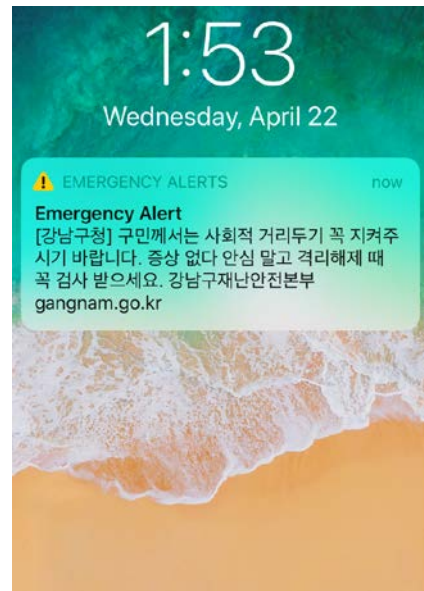 1:53
Wednesday, April 22
EMERGENCY ALERTS now
Emergency Alert
[강남구청] 구민께서는 사회적 거리두기 꼭 지켜주
시기 바랍니다. 증상 없다 안심 말고 격리해제 때
꼭 검사 받으세요. 강남구재난안전본부
gangnam.go.kr